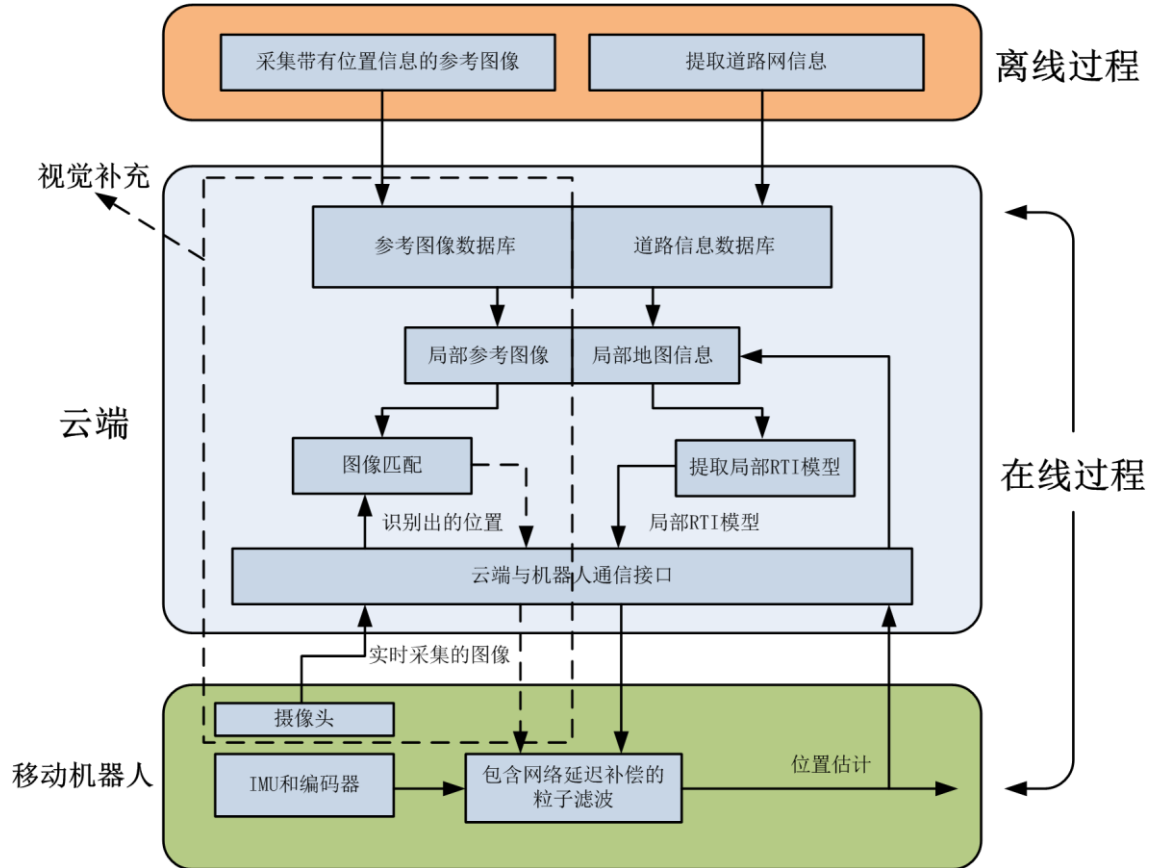 采集带有位置信息的参考图像
提取道路网信息
离线过程
视觉补充
参考图像数据库
道路信息数据库
局部参考图像
局部地图信息
云端
图像匹配
提取局部RTI模型
在线过程
识别出的位置
局部RTI模型
云端与机器人通信接口
实时采集的图像
摄像头
移动机器人
IMU和编码器
包含网络延迟补偿的
粒子滤波
位置估计